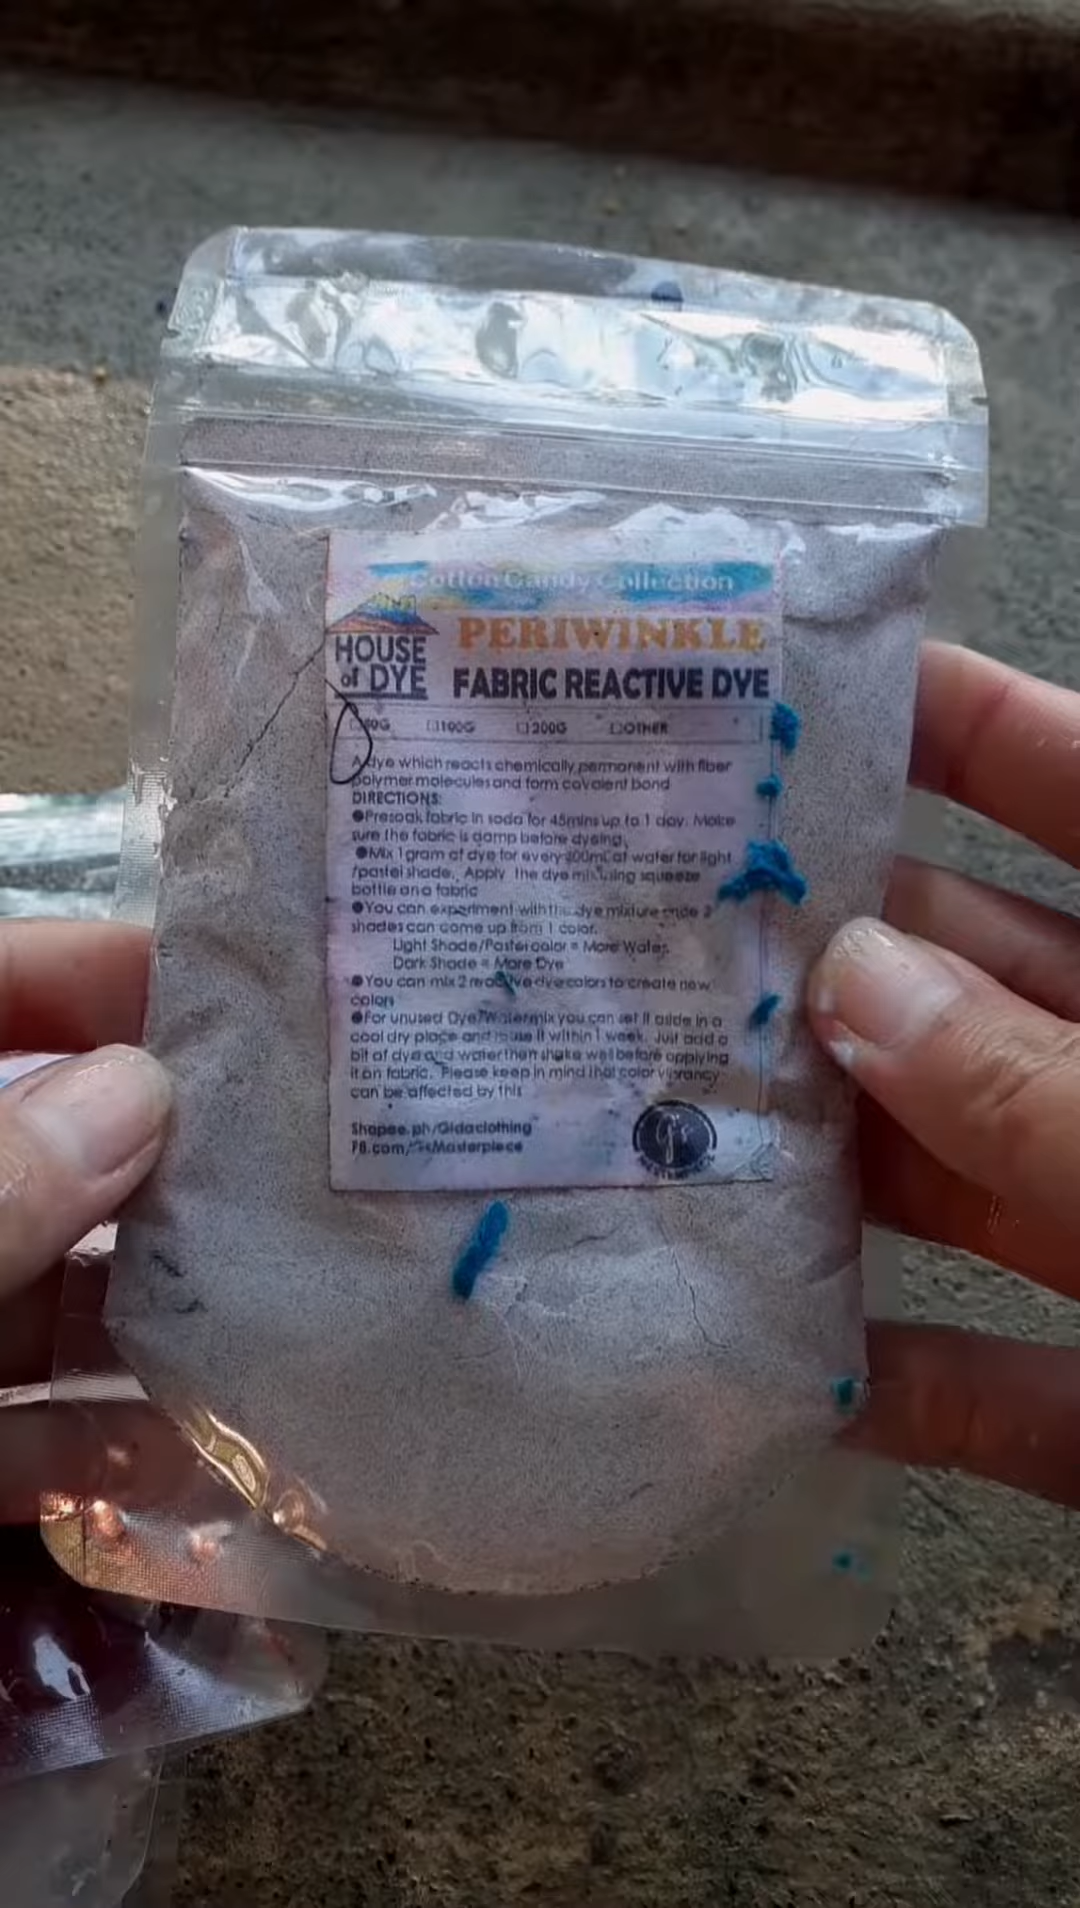 Cotton Candy Collection
HOUSE of DYE
PERIWINKLE
FABRIC REACTIVE DYE
50G 100G 200G OTHER
A dye which reacts chemically permanent with fiber
polymer molecules and form covalent bond
DIRECTIONS:
●Presoak fabric in soda for 45mins up to 1 day. Make
sure the fabric is damp before dyeing.
●Mix 1 gram of dye for every water for light
/pastel shade. Apply the dye mix using squeeze
bottle on a fabric
●You can experiment with the dye mixture
shades can come up from 1 color.
Light Shade/Pastel color = More Water
Dark Shade = More Dye
●You can mix 2 reactive dye colors to create new
colors
●For unused Dye/Watermix you can set it aside in a
cool dry place and reuse it within 1 week. Just add a
bit of dye and water then shake well before applying
it on fabric. Please keep in mind that color vibrancy
can be affected by this
Shopee.ph/Gidaclothing
FB.com/GksMasterpiece